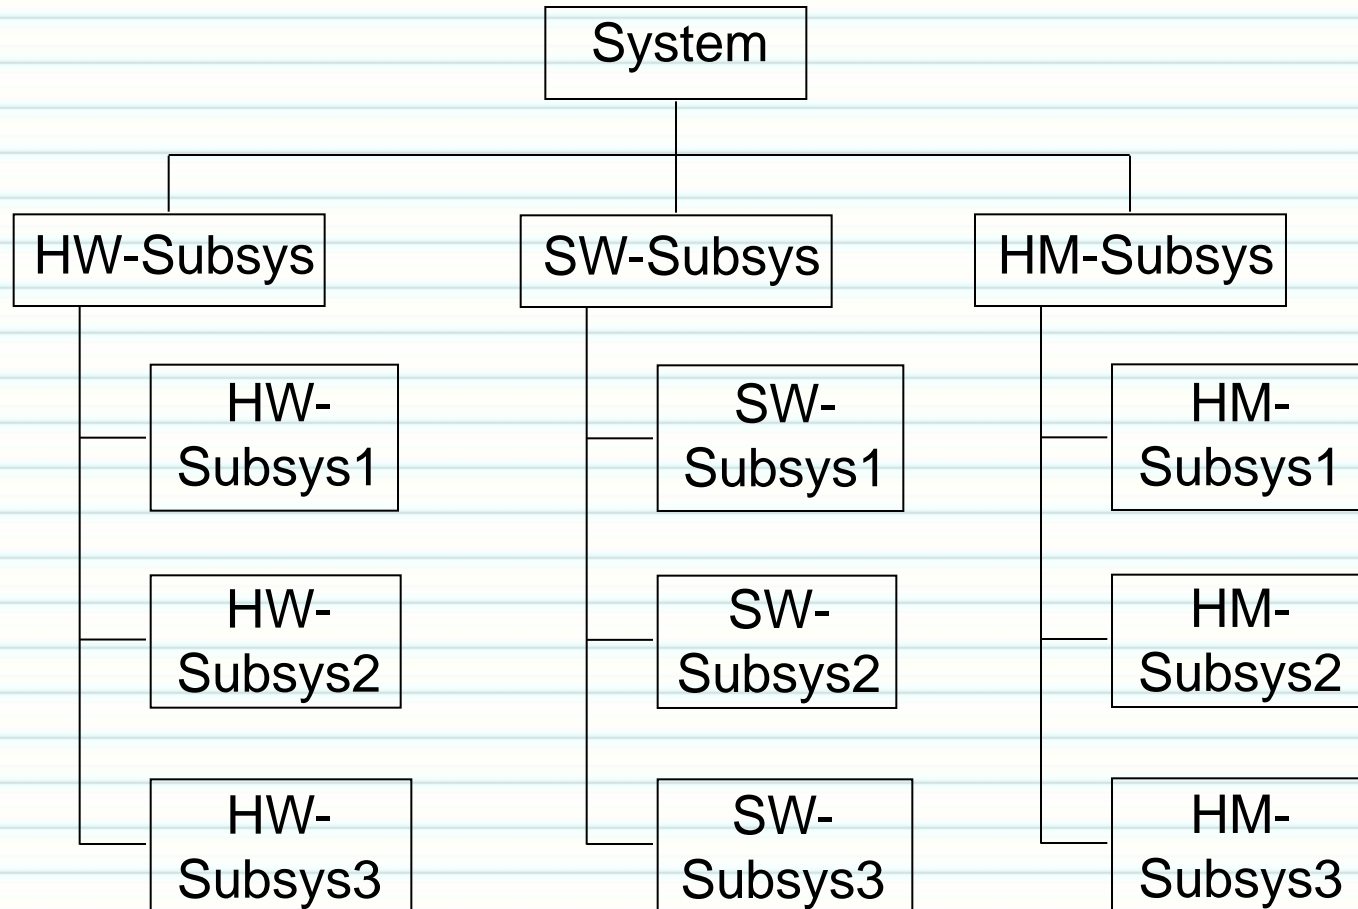 System
HW-Subsys
SW-Subsys
HM-Subsys
HW-
Subsys1
SW-
Subsys1
HM-
Subsys1
HW-
Subsys2
SW-
Subsys2
HM-
Subsys2
HW-
Subsys3
SW-
Subsys3
HM-
Subsys3